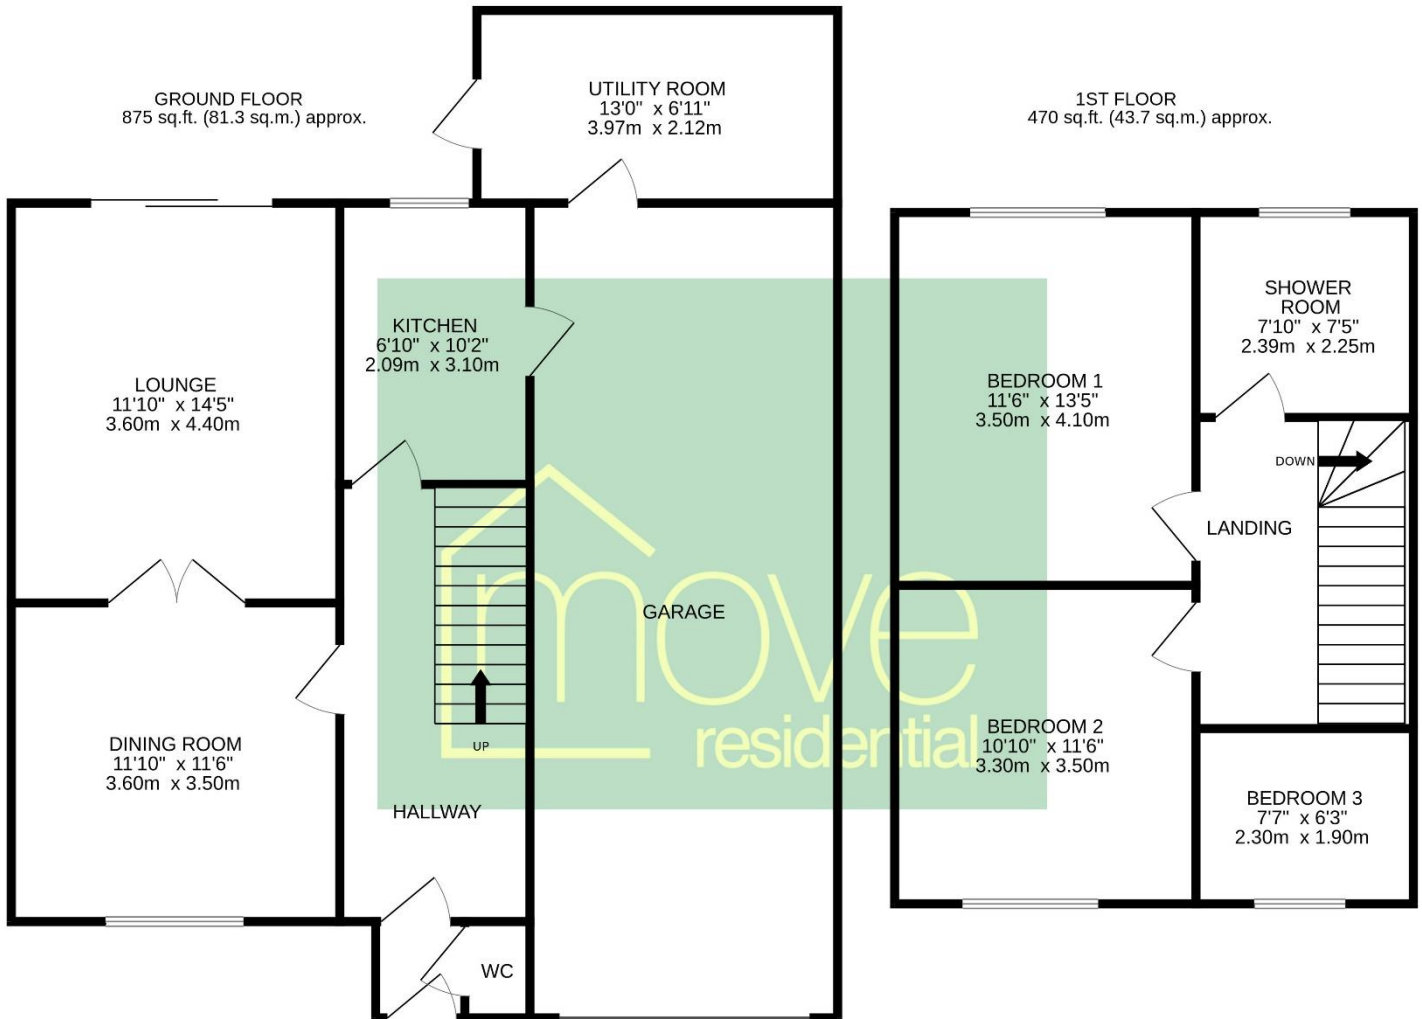 GROUND FLOOR
875 sq.ft. (81.3 sq.m.) approx.
UTILITY ROOM
13'0" x 6'11"
3.97m x 2.12m
1ST FLOOR
470 sq.ft. (43.7 sq.m.) approx.
KITCHEN
6'10" x 10'2"
2.09m x 3.10m
LOUNGE
11'10" x 14'5"
3.60m x 4.40m
GARAGE
DINING ROOM
11'10" x 11'6"
3.60m x 3.50m
UP
HALLWAY
WC
SHOWER
ROOM
7'10" x 7'5"
2.39m x 2.25m
BEDROOM 1
11'6" x 13'5"
3.50m x 4.10m
DOWN
LANDING
BEDROOM 2
10'10" x 11'6"
3.30m x 3.50m
BEDROOM 3
7'7" x 6'3"
2.30m x 1.90m
move
residential